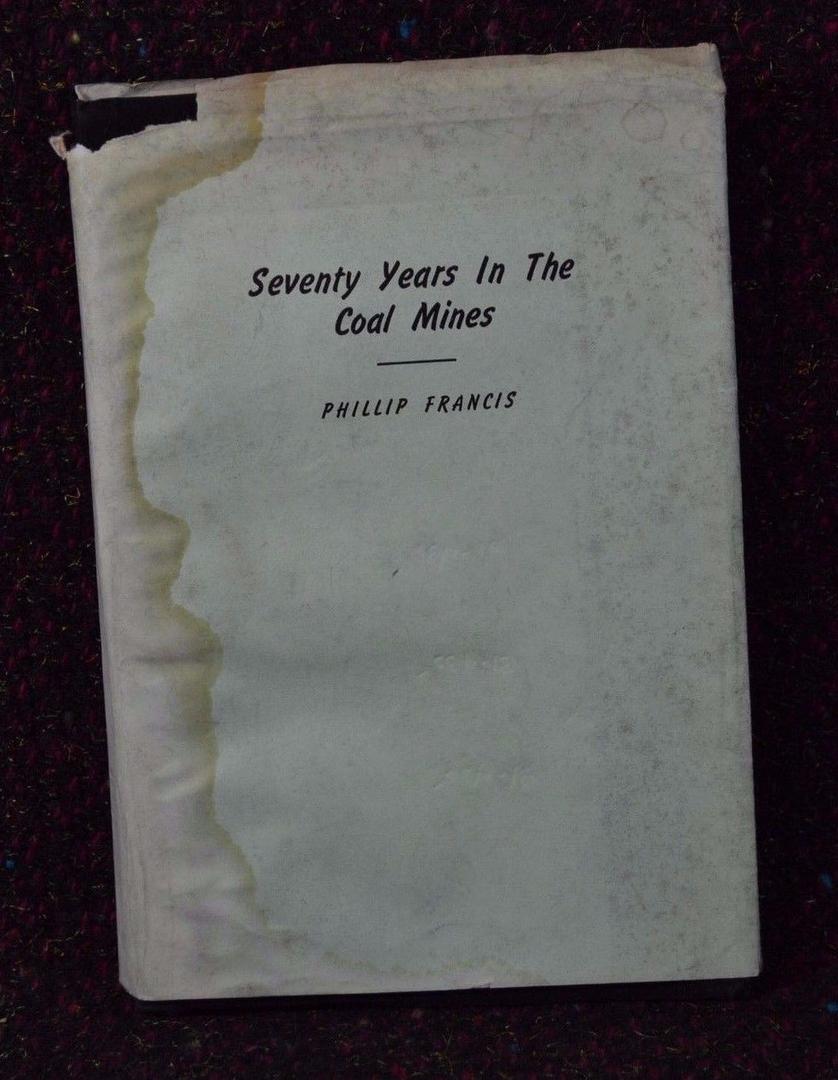 Seventy Years In The
Coal Mines
PHILLIP FRANCIS